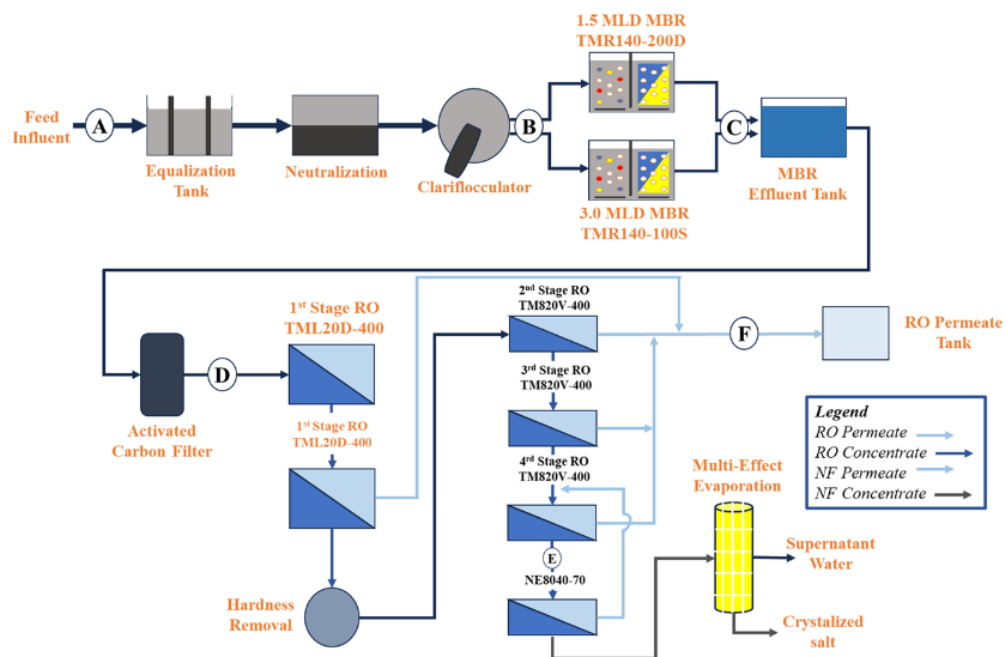 1.5 MLD MBR
TMR140-200D
Feed
Influent
A
Equalization
Tank
Neutralization
Clariflocculator
B
3.0 MLD MBR
TMR140-100S
C
MBR
Effluent Tank
Activated
Carbon Filter
D
1st Stage RO
TML20D-400
1st Stage RO
TML20D-400
Hardness
Removal
2nd Stage RO
TM820V-400
3rd Stage RO
TM820V-400
4rd Stage RO
TM820V-400
E
NE8040-70
F
RO Permeate
Tank
Legend
RO Permeate
RO Concentrate
NF Permeate
NF Concentrate
Multi-Effect
Evaporation
Supernatant
Water
Crystalized
salt